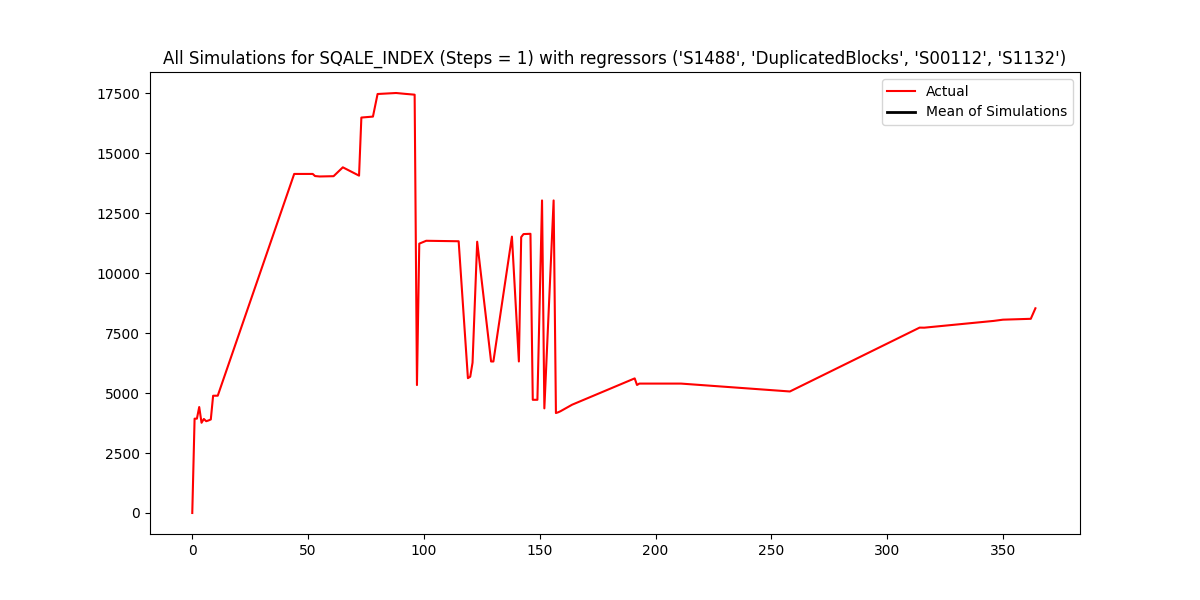 All Simulations for SQALE_INDEX (Steps = 1) with regressors ('S1488', 'DuplicatedBlocks', 'S00112', 'S1132')
Actual
Mean of Simulations
17500
15000
12500
10000
7500
5000
2500
0
0 50 100 150 200 250 300 350